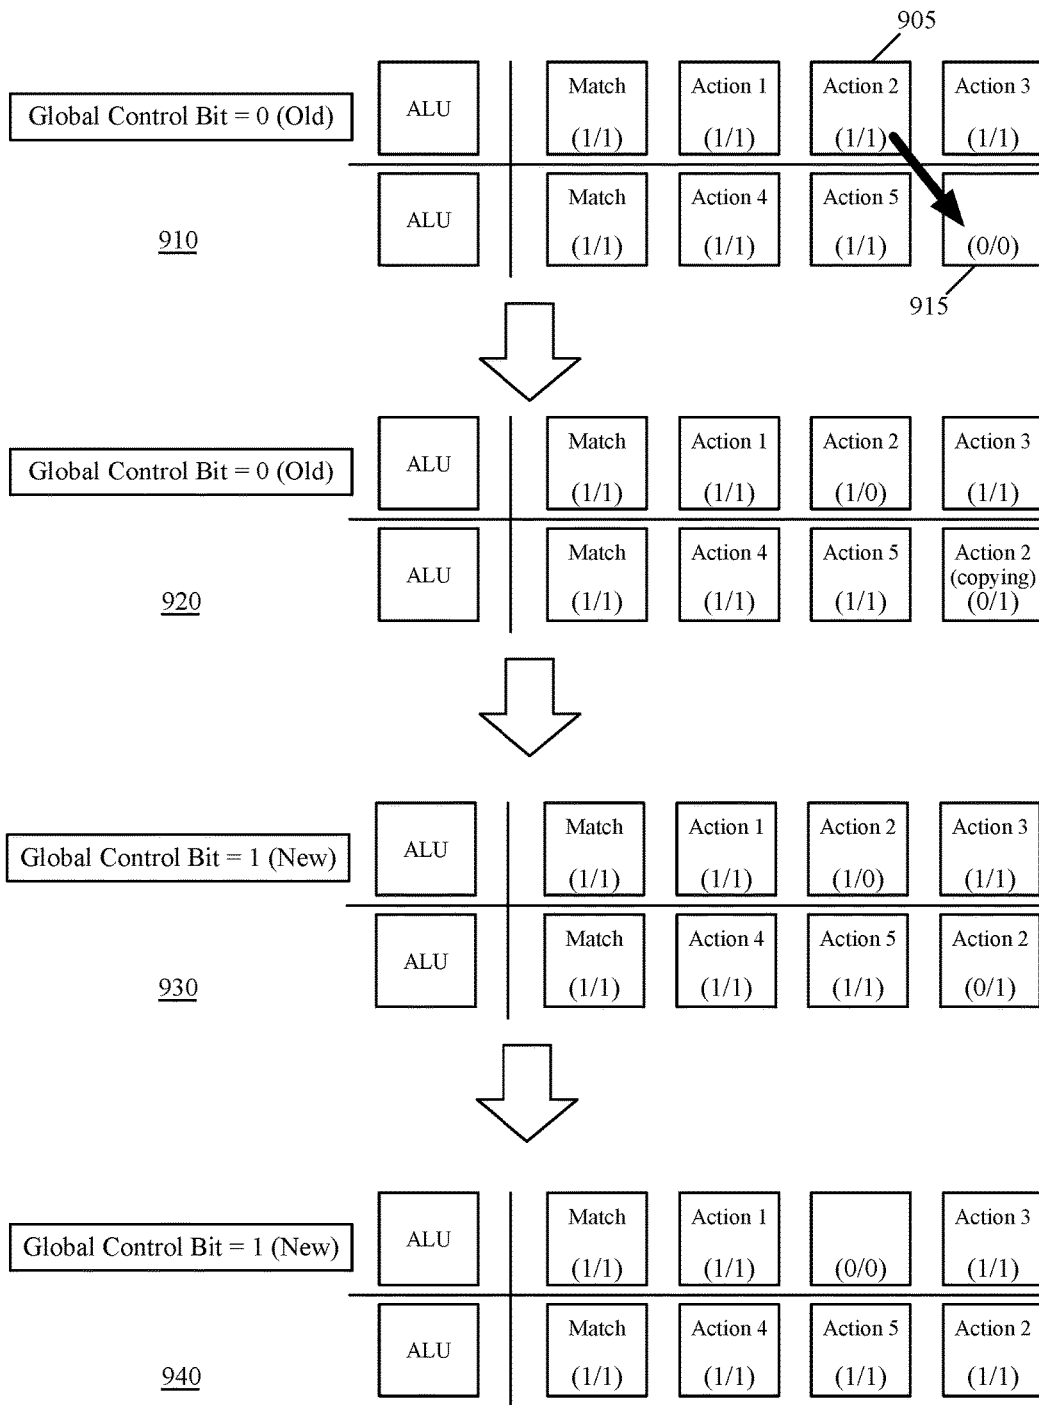 905
Global Control Bit = 0 (Old)
ALU
Match
(1/1)
Action 1
(1/1)
Action 2
(1/1)
Action 3
(1/1)
910
ALU
Match
(1/1)
Action 4
(1/1)
Action 5
(1/1)
(0/0)
915
Global Control Bit = 0 (Old)
ALU
Match
(1/1)
Action 1
(1/1)
Action 2
(1/0)
Action 3
(1/1)
920
ALU
Match
(1/1)
Action 4
(1/1)
Action 5
(1/1)
Action 2
(copying)
(0/1)
Global Control Bit = 1 (New)
ALU
Match
(1/1)
Action 1
(1/1)
Action 2
(1/0)
Action 3
(1/1)
930
ALU
Match
(1/1)
Action 4
(1/1)
Action 5
(1/1)
Action 2
(0/1)
Global Control Bit = 1 (New)
ALU
Match
(1/1)
Action 1
(1/1)
(0/0)
Action 3
(1/1)
940
ALU
Match
(1/1)
Action 4
(1/1)
Action 5
(1/1)
Action 2
(1/1)